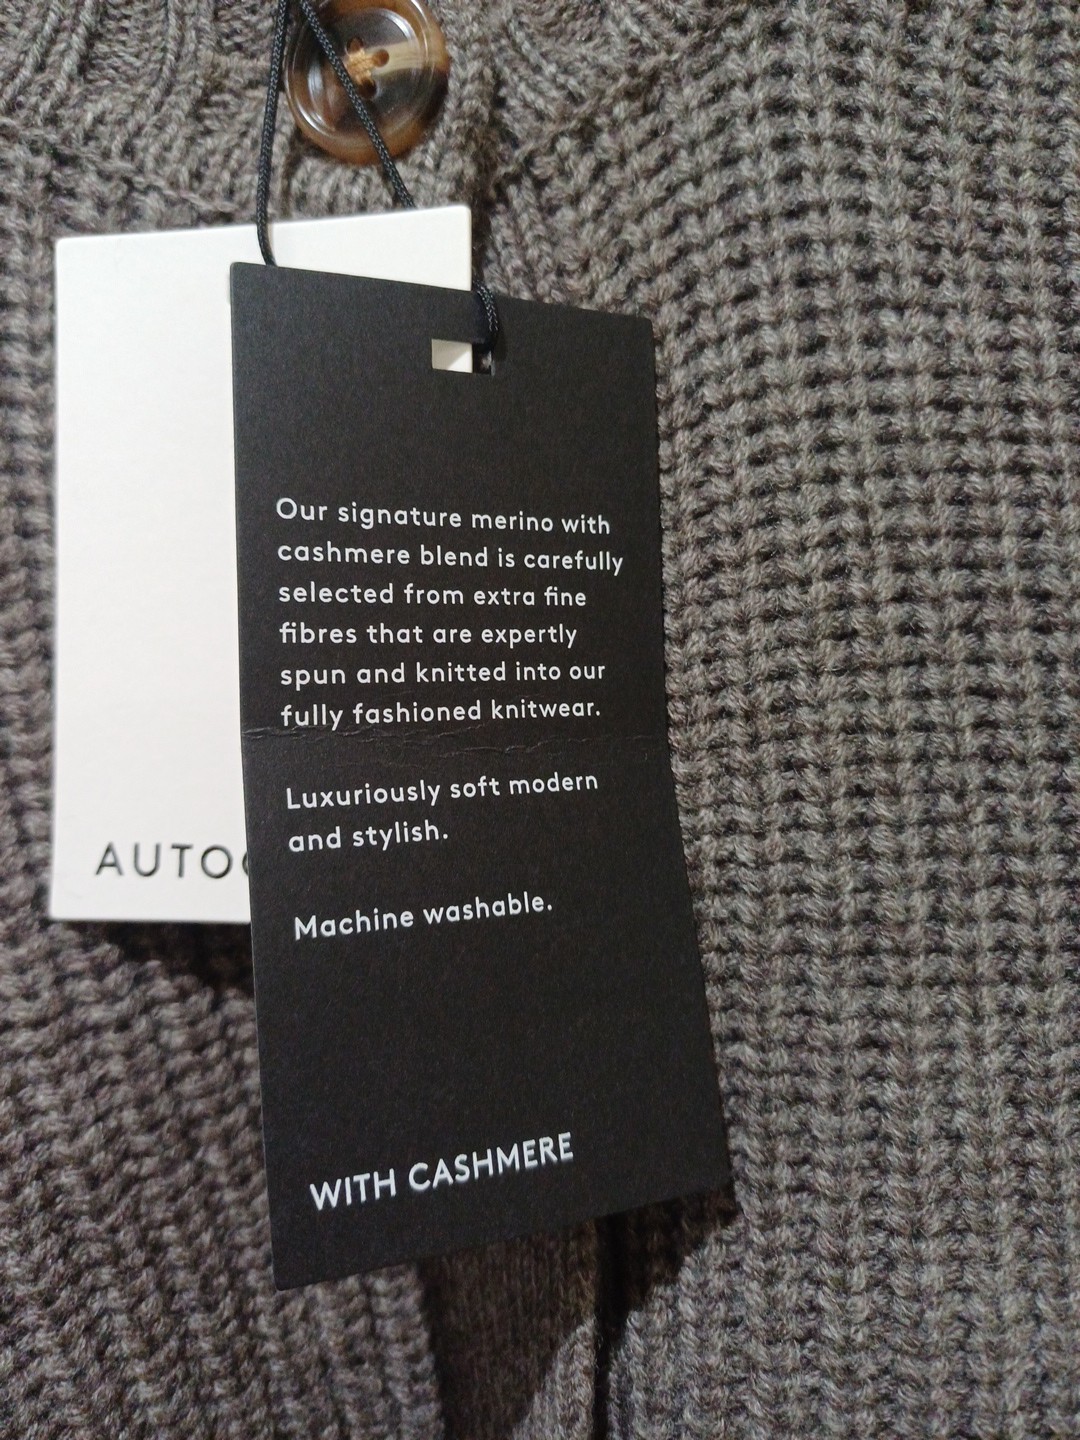 Our signature merino with
cashmere blend is carefully
selected from extra fine
fibres that are expertly
spun and knitted into our
fully fashioned knitwear.
Luxuriously soft modern
and stylish.
Machine washable.
WITH CASHMERE